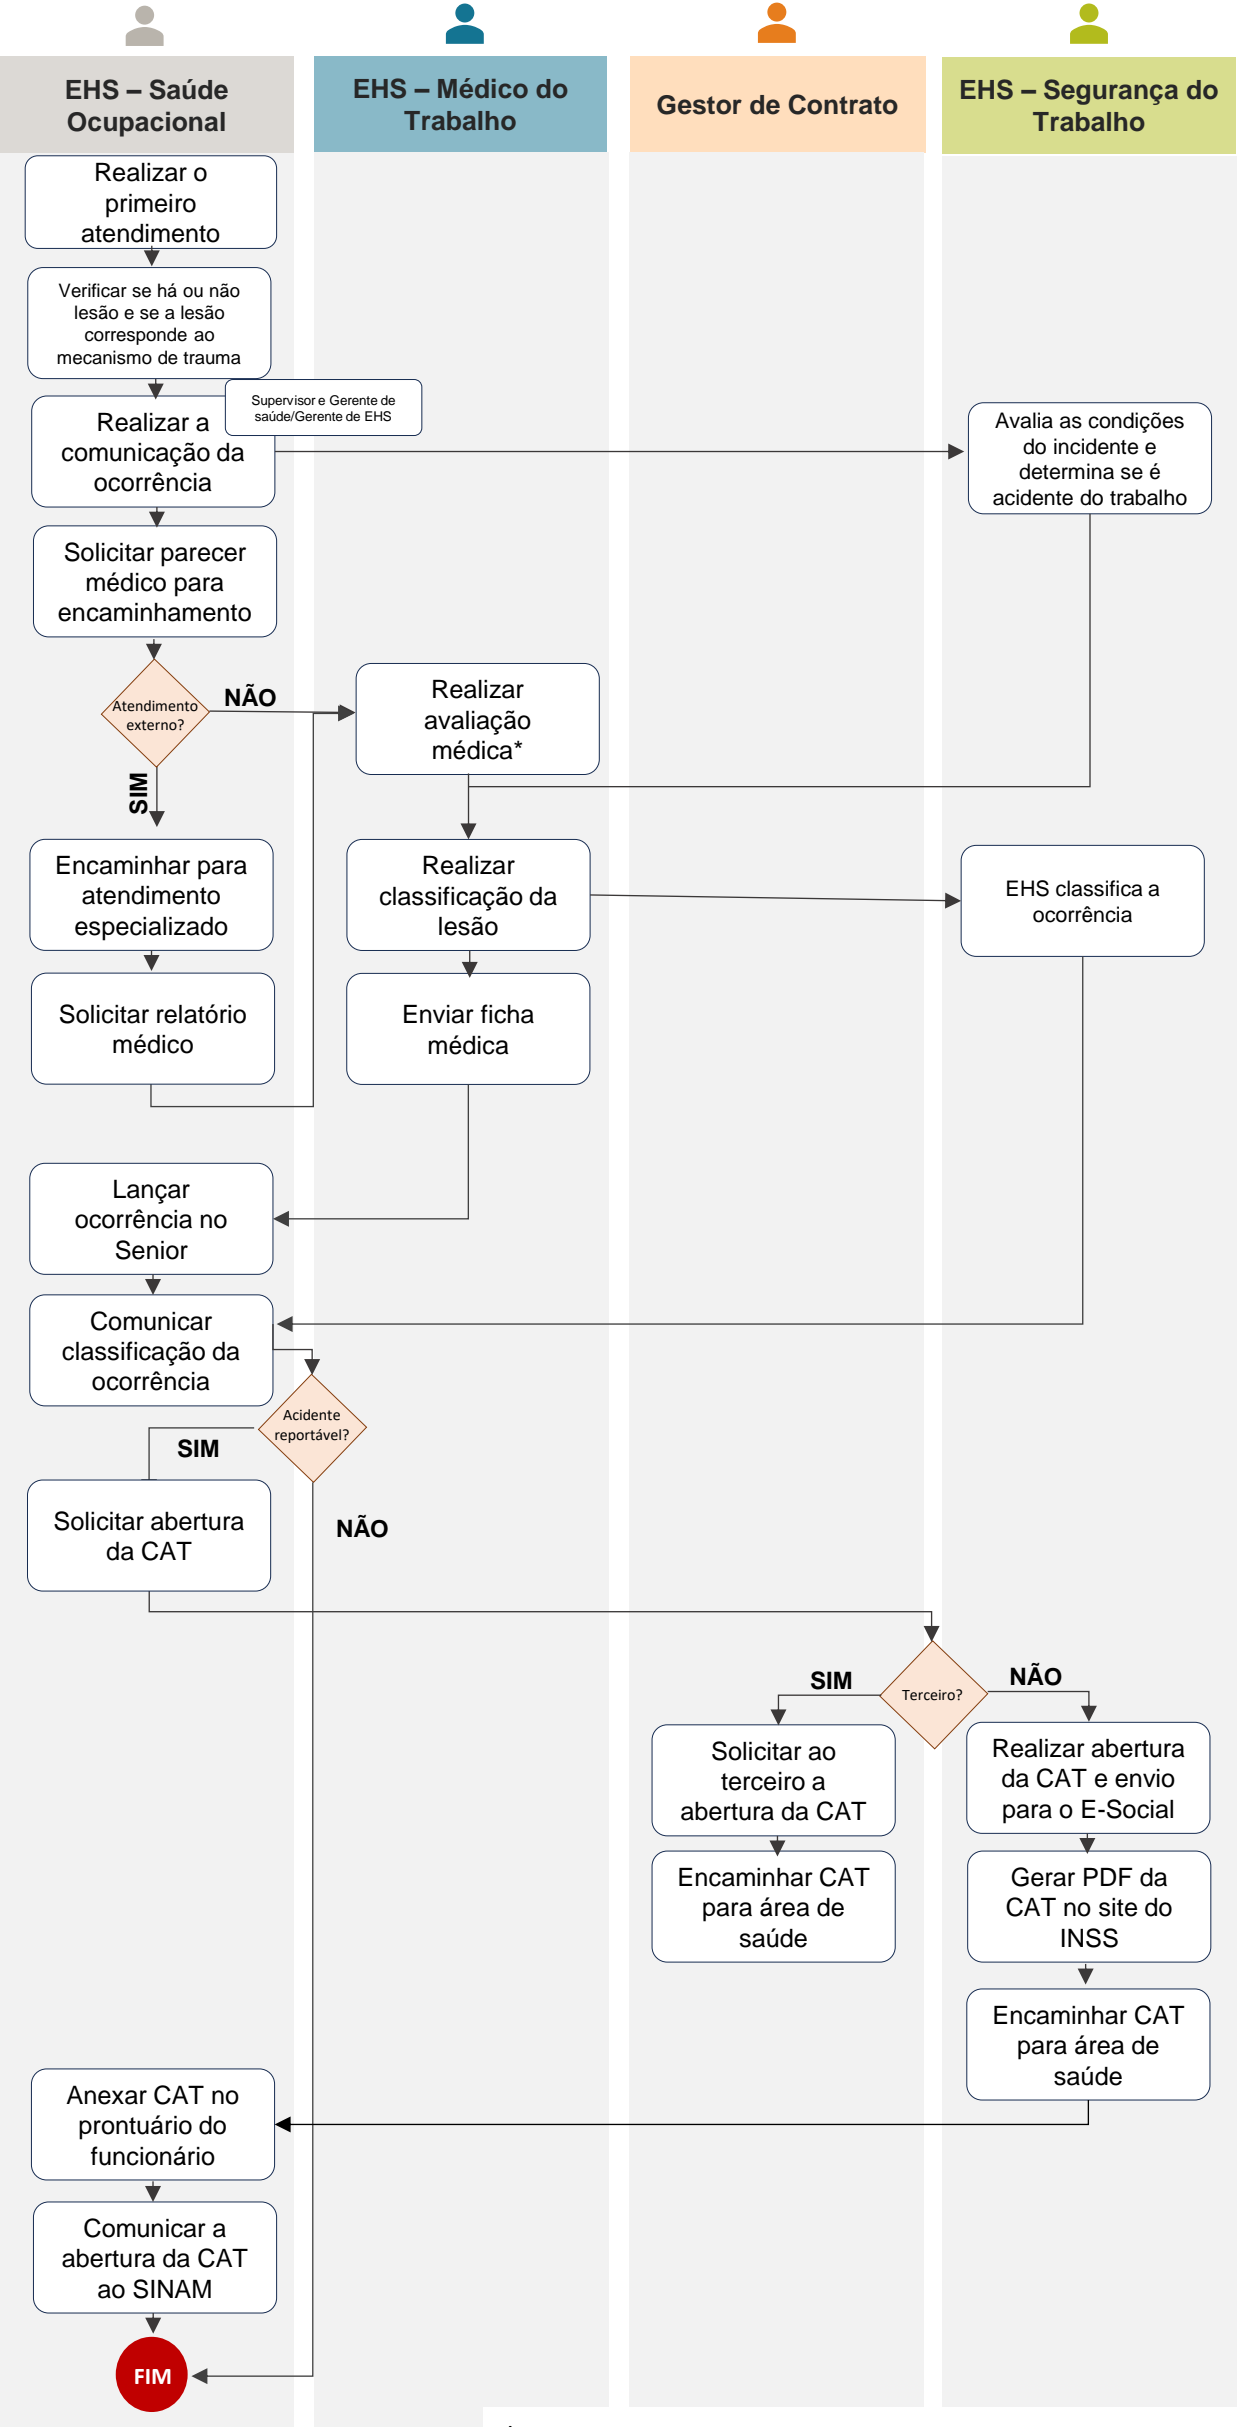 EHS – Saúde
Ocupacional
EHS – Médico do
Trabalho
Gestor de Contrato
EHS – Segurança do
Trabalho
Realizar o
primeiro
atendimento
Verificar se há ou não
lesão e se a lesão
corresponde ao
mecanismo de trauma
Supervisor e Gerente de
saúde/Gerente de EHS
Realizar a
comunicação da
ocorrência
Avalia as condições
do incidente e
determina se é
acidente do trabalho
Solicitar parecer
médico para
encaminhamento
Atendimento
externo?
NÃO
SIM
Realizar
avaliação
médica*
Encaminhar para
atendimento
especializado
Realizar
classificação da
lesão
EHS classifica a
ocorrência
Solicitar relatório
médico
Enviar ficha
médica
Lançar
ocorrência no
Senior
Comunicar
classificação da
ocorrência
Acidente
reportável?
SIM
NÃO
Solicitar abertura
da CAT
Terceiro?
SIM
NÃO
Solicitar ao
terceiro a
abertura da CAT
Realizar abertura
da CAT e envio
para o E-Social
Encaminhar CAT
para área de
saúde
Gerar PDF da
CAT no site do
INSS
Encaminhar CAT
para área de
saúde
Anexar CAT no
prontuário do
funcionário
Comunicar a
abertura da CAT
ao SINAM
FIM